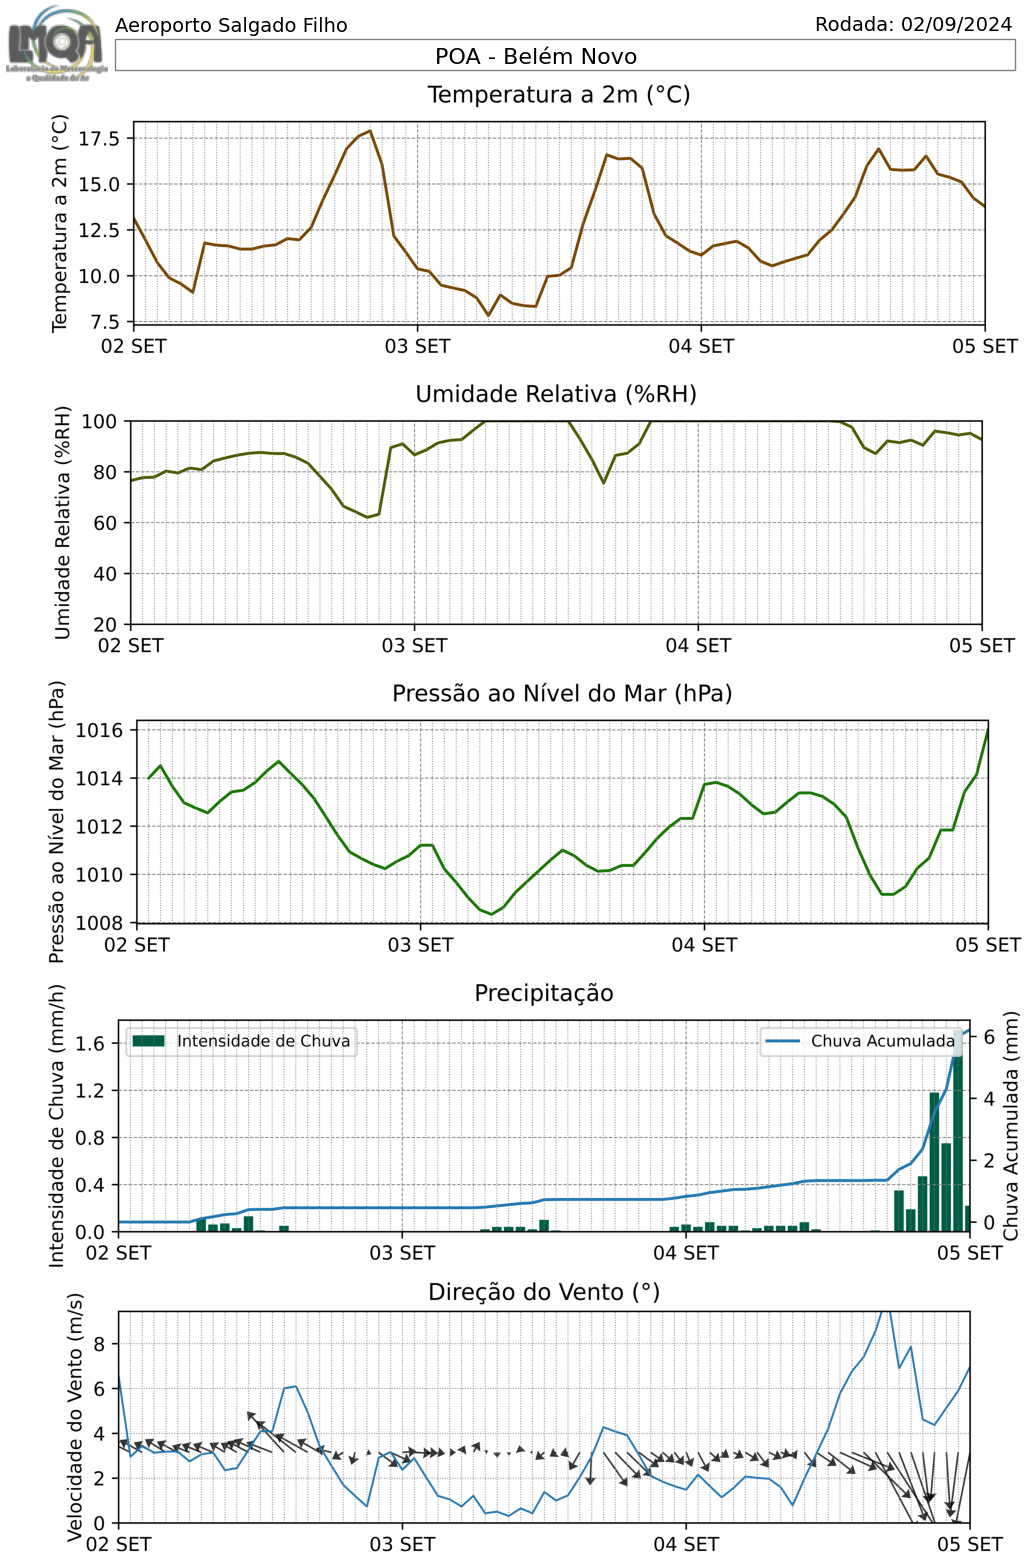 LMQA
Laboratório de Meteorologia
e Qualidade do Ar
Aeroporto Salgado Filho
Rodada: 02/09/2024
POA - Belém Novo
Temperatura a 2m (°C)
Temperatura a 2m (°C)
17.5
15.0
12.5
10.0
7.5
02 SET 03 SET 04 SET 05 SET
Umidade Relativa (%RH)
Umidade Relativa (%RH)
100
80
60
40
20
02 SET 03 SET 04 SET 05 SET
Pressão ao Nível do Mar (hPa)
Pressão ao Nível do Mar (hPa)
1016
1014
1012
1010
1008
02 SET 03 SET 04 SET 05 SET
Precipitação
Intensidade de Chuva (mm/h)
1.6
1.2
0.8
0.4
0.0
Intensidade de Chuva
Chuva Acumulada
6
4
2
0
Chuva Acumulada (mm)
02 SET 03 SET 04 SET 05 SET
Direção do Vento (°)
Velocidade do Vento (m/s)
8
6
4
2
0
02 SET 03 SET 04 SET 05 SET